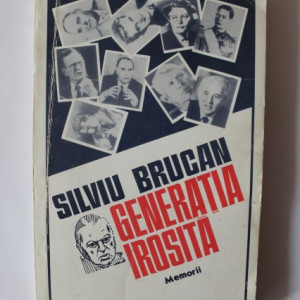 SILVIU BRUCAN
GENERAȚIA
IROSITĂ
Memorii